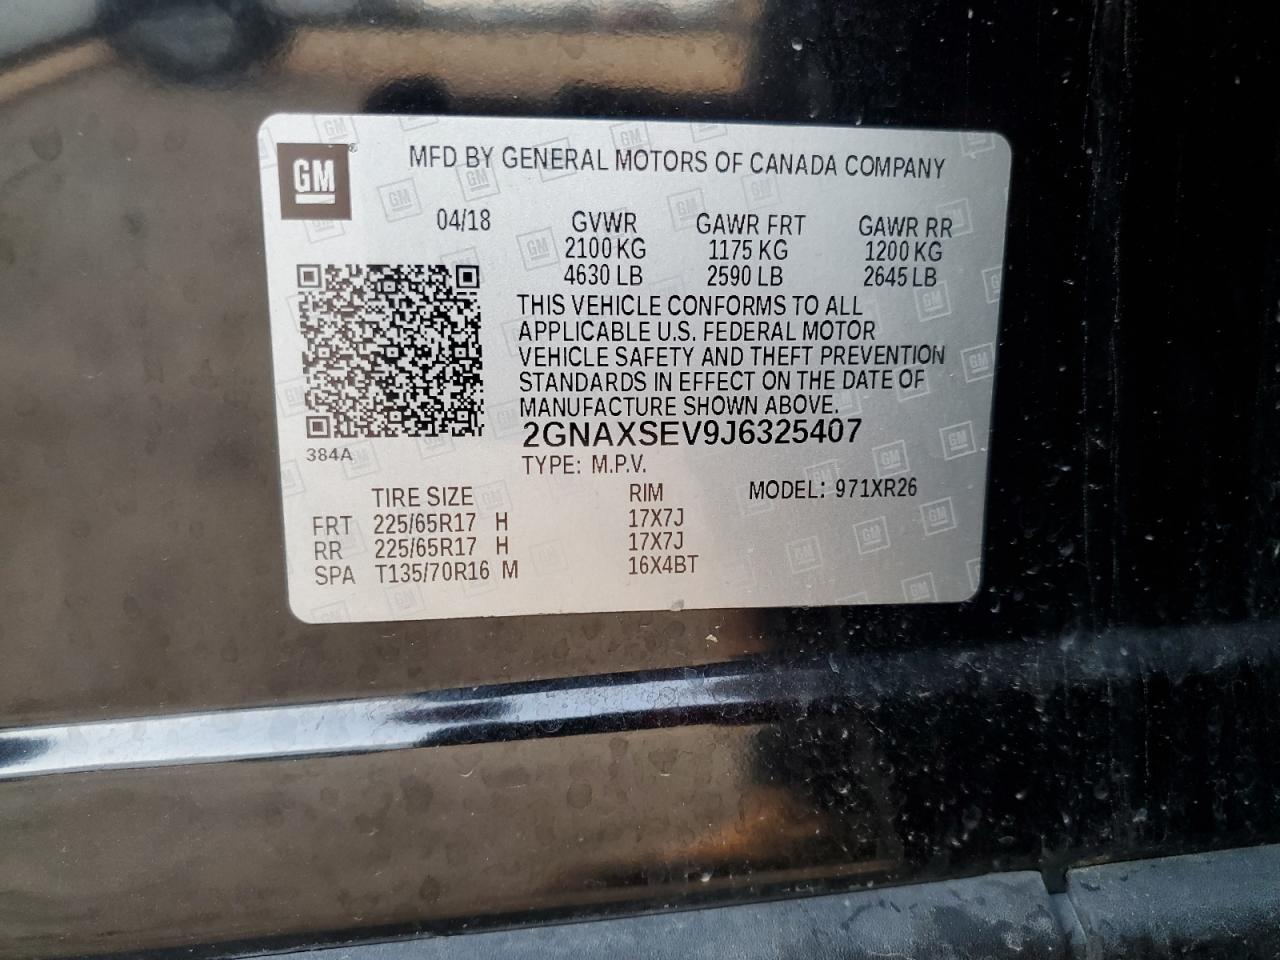 GM®
MFD BY GENERAL MOTORS OF CANADA COMPANY
04/18 GVWR GAWR FRT GAWR RR
2100 KG 1175 KG 1200 KG
4630 LB 2590 LB 2645 LB
THIS VEHICLE CONFORMS TO ALL
APPLICABLE U.S. FEDERAL MOTOR
VEHICLE SAFETY AND THEFT PREVENTION
STANDARDS IN EFFECT ON THE DATE OF
MANUFACTURE SHOWN ABOVE.
2GNAXSEV9J6325407
384A
TYPE: M.P.V.
TIRE SIZE RIM MODEL: 971XR26
FRT 225/65R17 H 17X7J
RR 225/65R17 H 17X7J
SPA T135/70R16 M 16X4BT